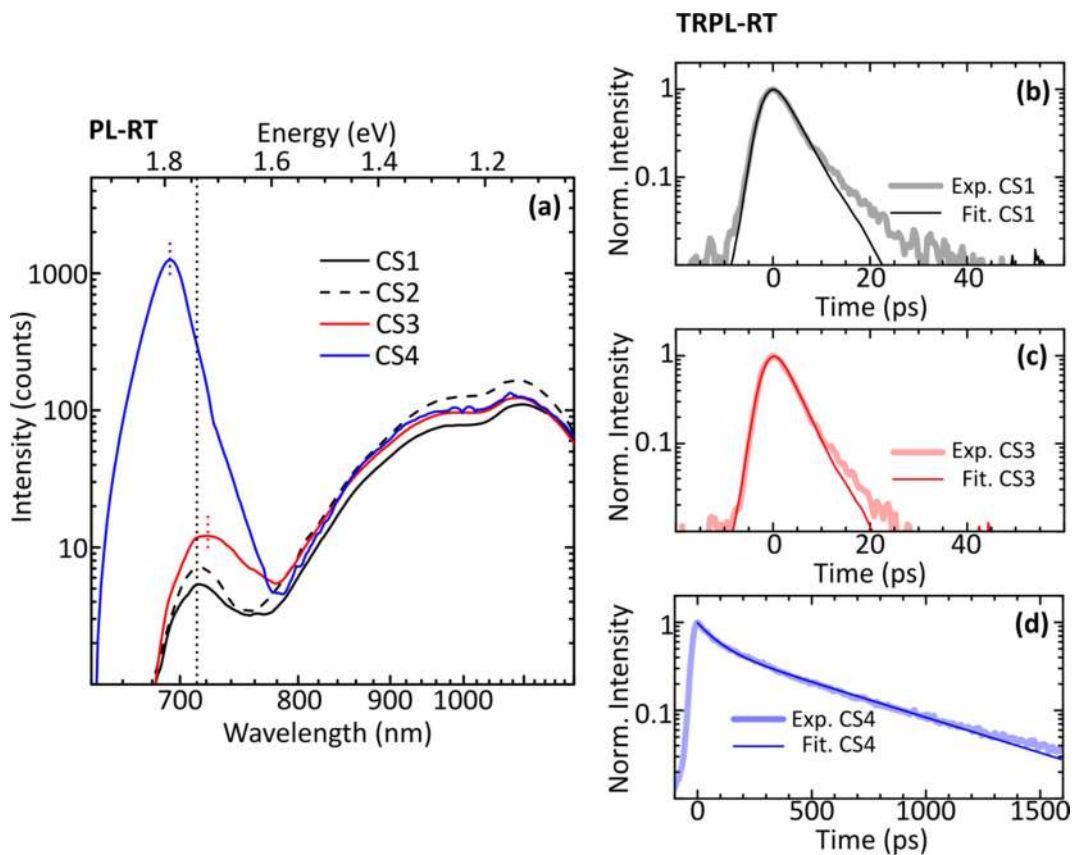 PL-RT
Energy (eV)
1.8 1.6 1.4 1.2
(a)
Intensity (counts)
1000
100
10
CS1
CS2
CS3
CS4
700 800 900 1000
Wavelength (nm)
TRPL-RT
(b)
Norm. Intensity
1
0.1
Exp. CS1
Fit. CS1
0 20 40
Time (ps)
(c)
Norm. Intensity
1
0.1
Exp. CS3
Fit. CS3
0 20 40
Time (ps)
(d)
Norm. Intensity
1
0.1
Exp. CS4
Fit. CS4
0 500 1000 1500
Time (ps)